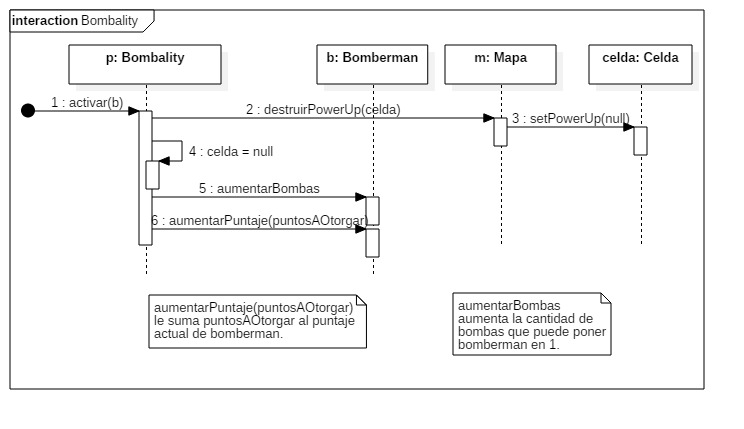 interaction Bombality
p: Bombality
b: Bomberman
m: Mapa
celda: Celda
1 : activar(b)
2 : destruirPowerUp(celda)
3 : setPowerUp(null)
4 : celda = null
5 : aumentarBombas
6 : aumentarPuntaje(puntosAOtorgar)
aumentarPuntaje(puntosAOtorgar)
le suma puntosAOtorgar al puntaje
actual de bomberman.
aumentarBombas
aumenta la cantidad de
bombas que puede poner
bomberman en 1.